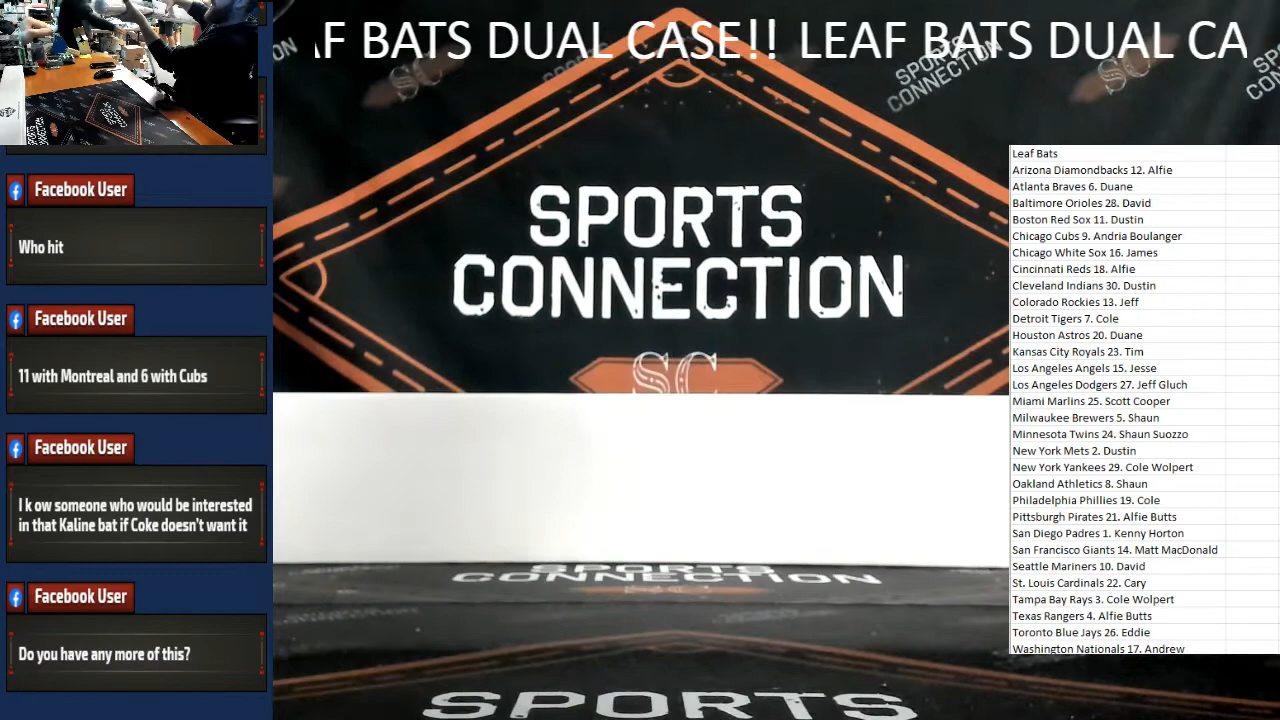 AF BATS DUAL CASE!! LEAF BATS DUAL CA
SPORTS
CONNECTION
SPORTS
CONNECTION
SC
SPORTS
CONNECTION
SC
SPORTS CONNECTION
SPORTS
Facebook User
Who hit
Facebook User
11 with Montreal and 6 with Cubs
Facebook User
I k ow someone who would be interested
in that Kaline bat if Coke doesn't want it
Facebook User
Do you have any more of this?
Leaf Bats
Arizona Diamondbacks 12. Alfie
Atlanta Braves 6. Duane
Baltimore Orioles 28. David
Boston Red Sox 11. Dustin
Chicago Cubs 9. Andria Boulanger
Chicago White Sox 16. James
Cincinnati Reds 18. Alfie
Cleveland Indians 30. Dustin
Colorado Rockies 13. Jeff
Detroit Tigers 7. Cole
Houston Astros 20. Duane
Kansas City Royals 23. Tim
Los Angeles Angels 15. Jesse
Los Angeles Dodgers 27. Jeff Gluch
Miami Marlins 25. Scott Cooper
Milwaukee Brewers 5. Shaun
Minnesota Twins 24. Shaun Suozzo
New York Mets 2. Dustin
New York Yankees 29. Cole Wolpert
Oakland Athletics 8. Shaun
Philadelphia Phillies 19. Cole
Pittsburgh Pirates 21. Alfie Butts
San Diego Padres 1. Kenny Horton
San Francisco Giants 14. Matt MacDonald
Seattle Mariners 10. David
St. Louis Cardinals 22. Cary
Tampa Bay Rays 3. Cole Wolpert
Texas Rangers 4. Alfie Butts
Toronto Blue Jays 26. Eddie
Washington Nationals 17. Andrew